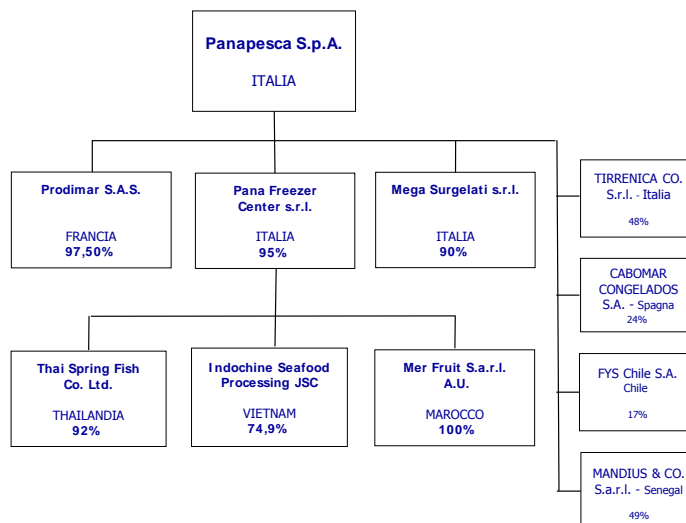 Panapesca S.p.A.
ITALIA
Prodimar S.A.S.
FRANCIA
97,50%
Pana Freezer
Center s.r.l.
ITALIA
95%
Mega Surgelati s.r.l.
ITALIA
90%
TIRRENICA CO.
S.r.l. - Italia
48%
CABOMAR
CONGELADOS
S.A. - Spagna
24%
Thai Spring Fish
Co. Ltd.
THAILANDIA
92%
Indochine Seafood
Processing JSC
VIETNAM
74,9%
Mer Fruit S.a.r.l.
A.U.
MAROCCO
100%
FYS Chile S.A.
Chile
17%
MANDIUS & CO.
S.a.r.l. - Senegal
49%